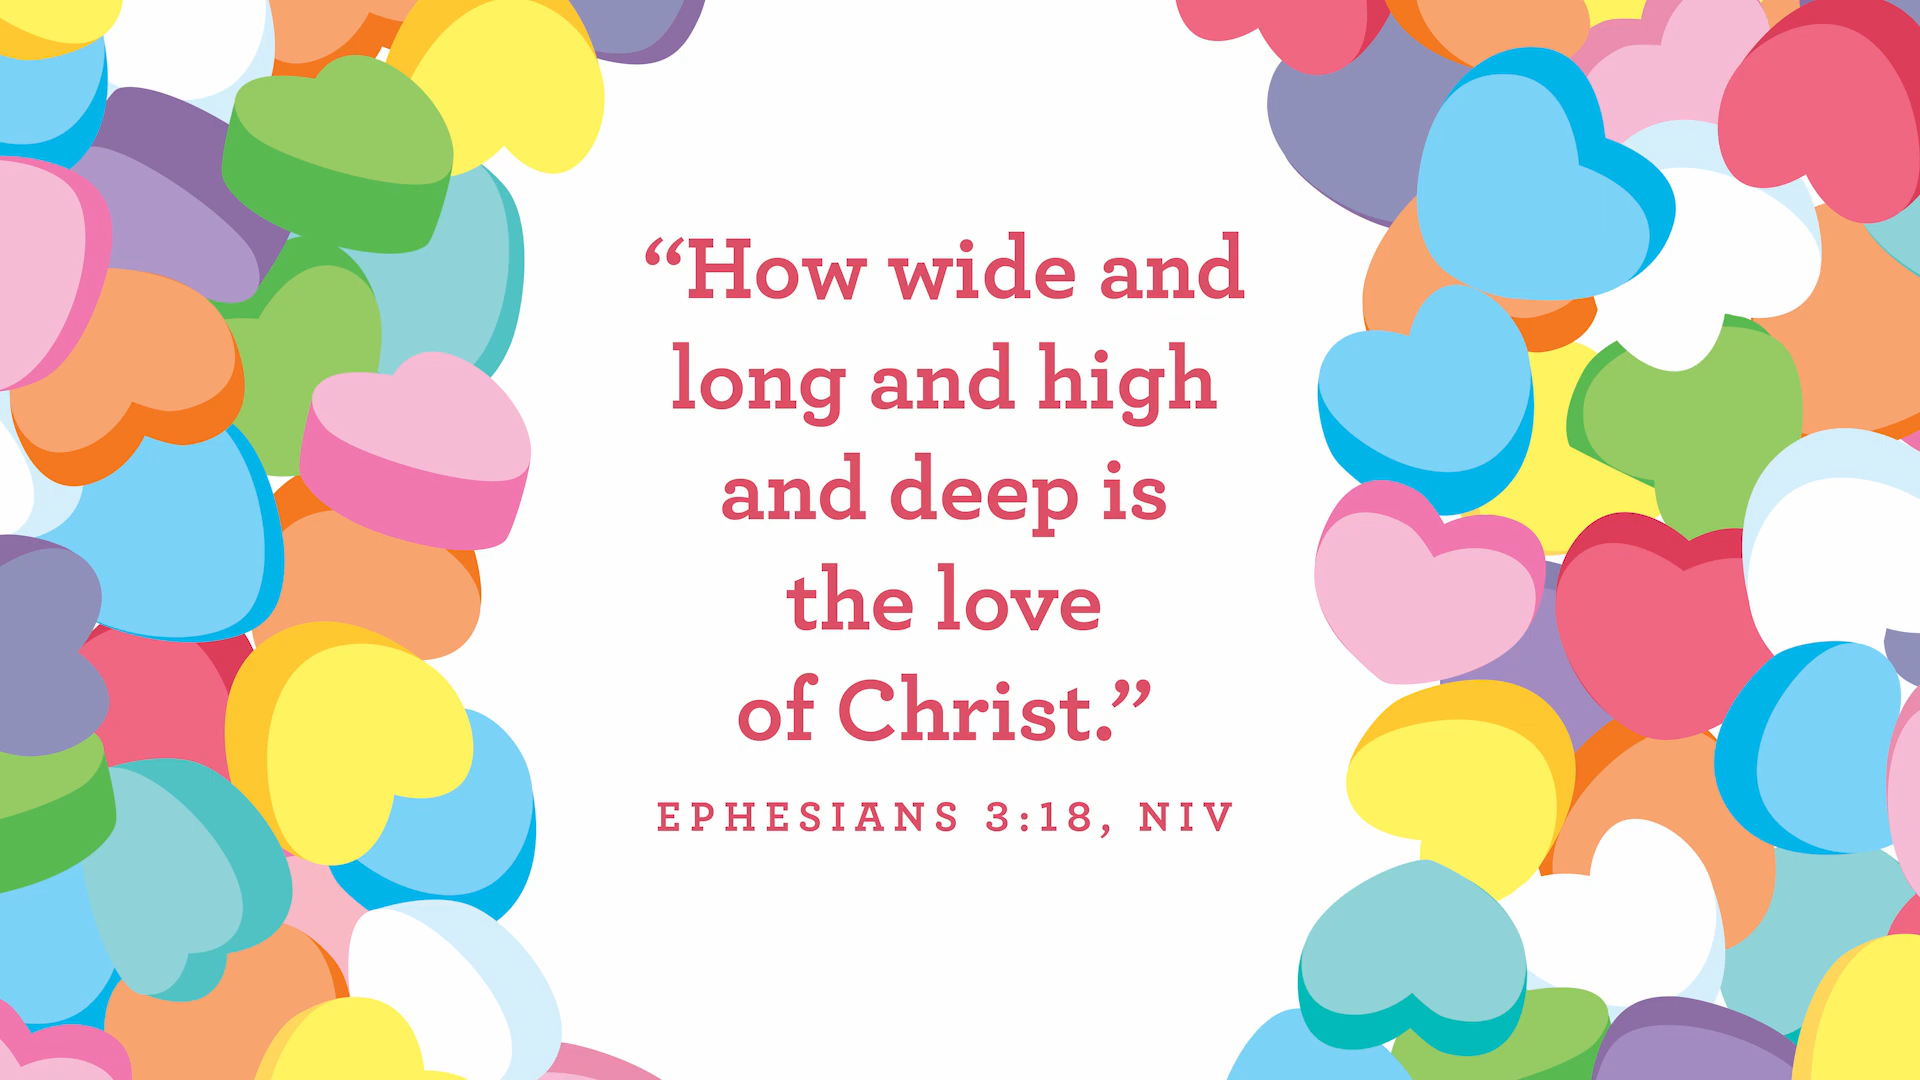 “How wide and
long and high
and deep is
the love
of Christ.”
EPHESIANS 3:18, NIV